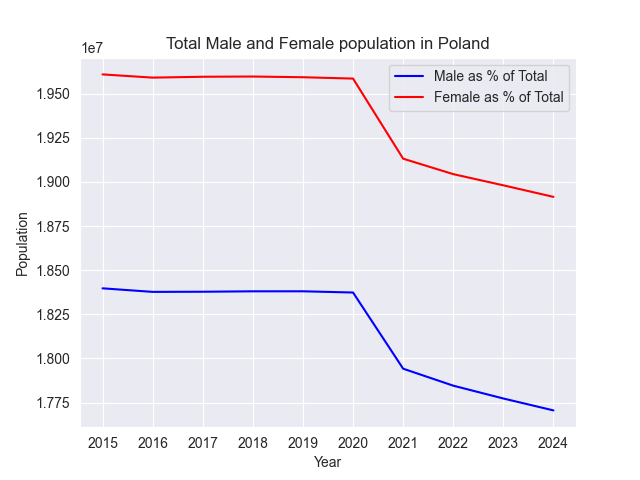 Total Male and Female population in Poland
1e7
Male as % of Total
Female as % of Total
1.950
1.925
1.900
1.875
1.850
1.825
1.800
1.775
Population
2015 2016 2017 2018 2019 2020 2021 2022 2023 2024
Year